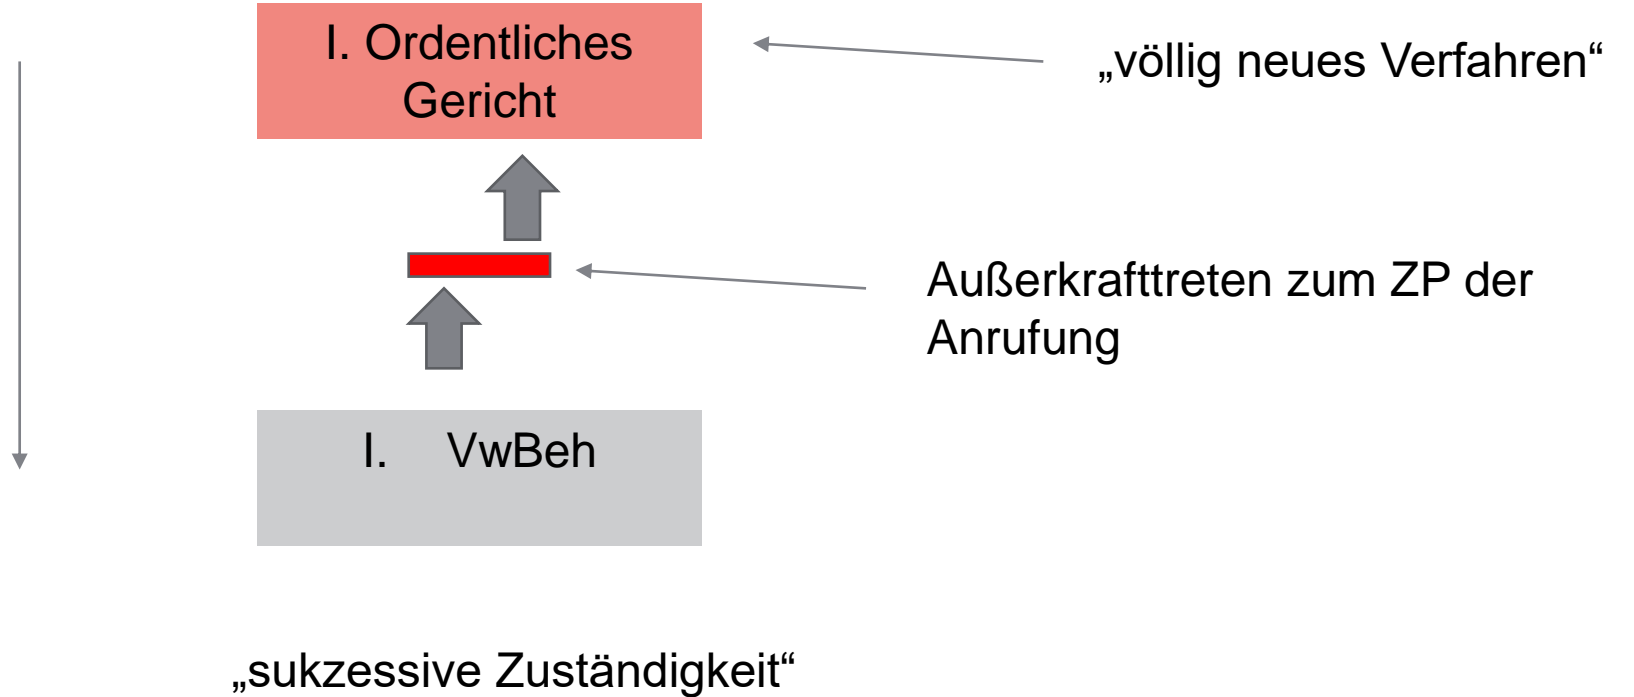 I. Ordentliches
Gericht
„völlig neues Verfahren“
Außerkrafttreten zum ZP der
Anrufung
I. VwBeh
„sukzessive Zuständigkeit“